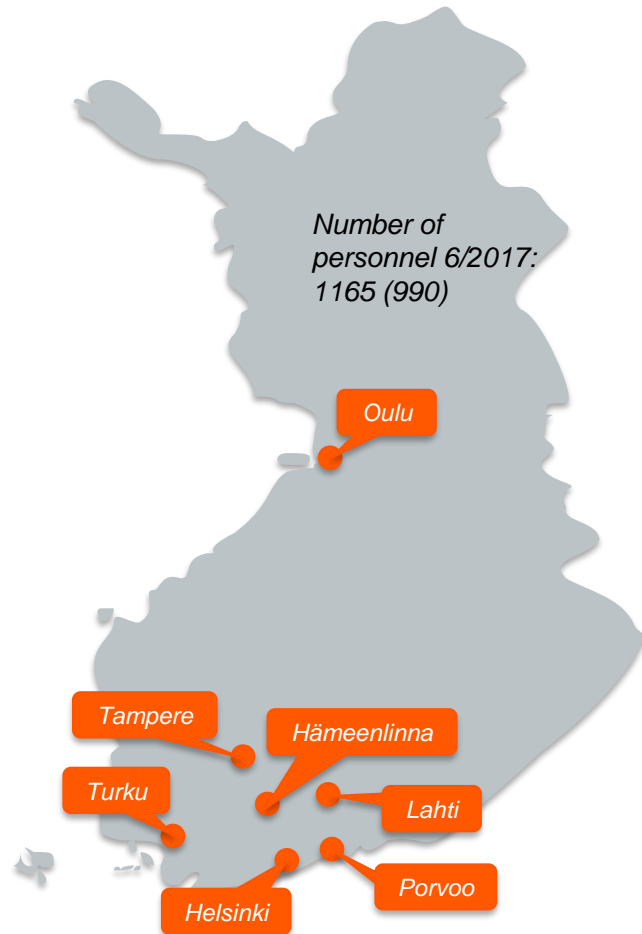 Number of
personnel 6/2017:
1165 (990)
Oulu
Tampere
Hämeenlinna
Turku
Lahti
Porvoo
Helsinki